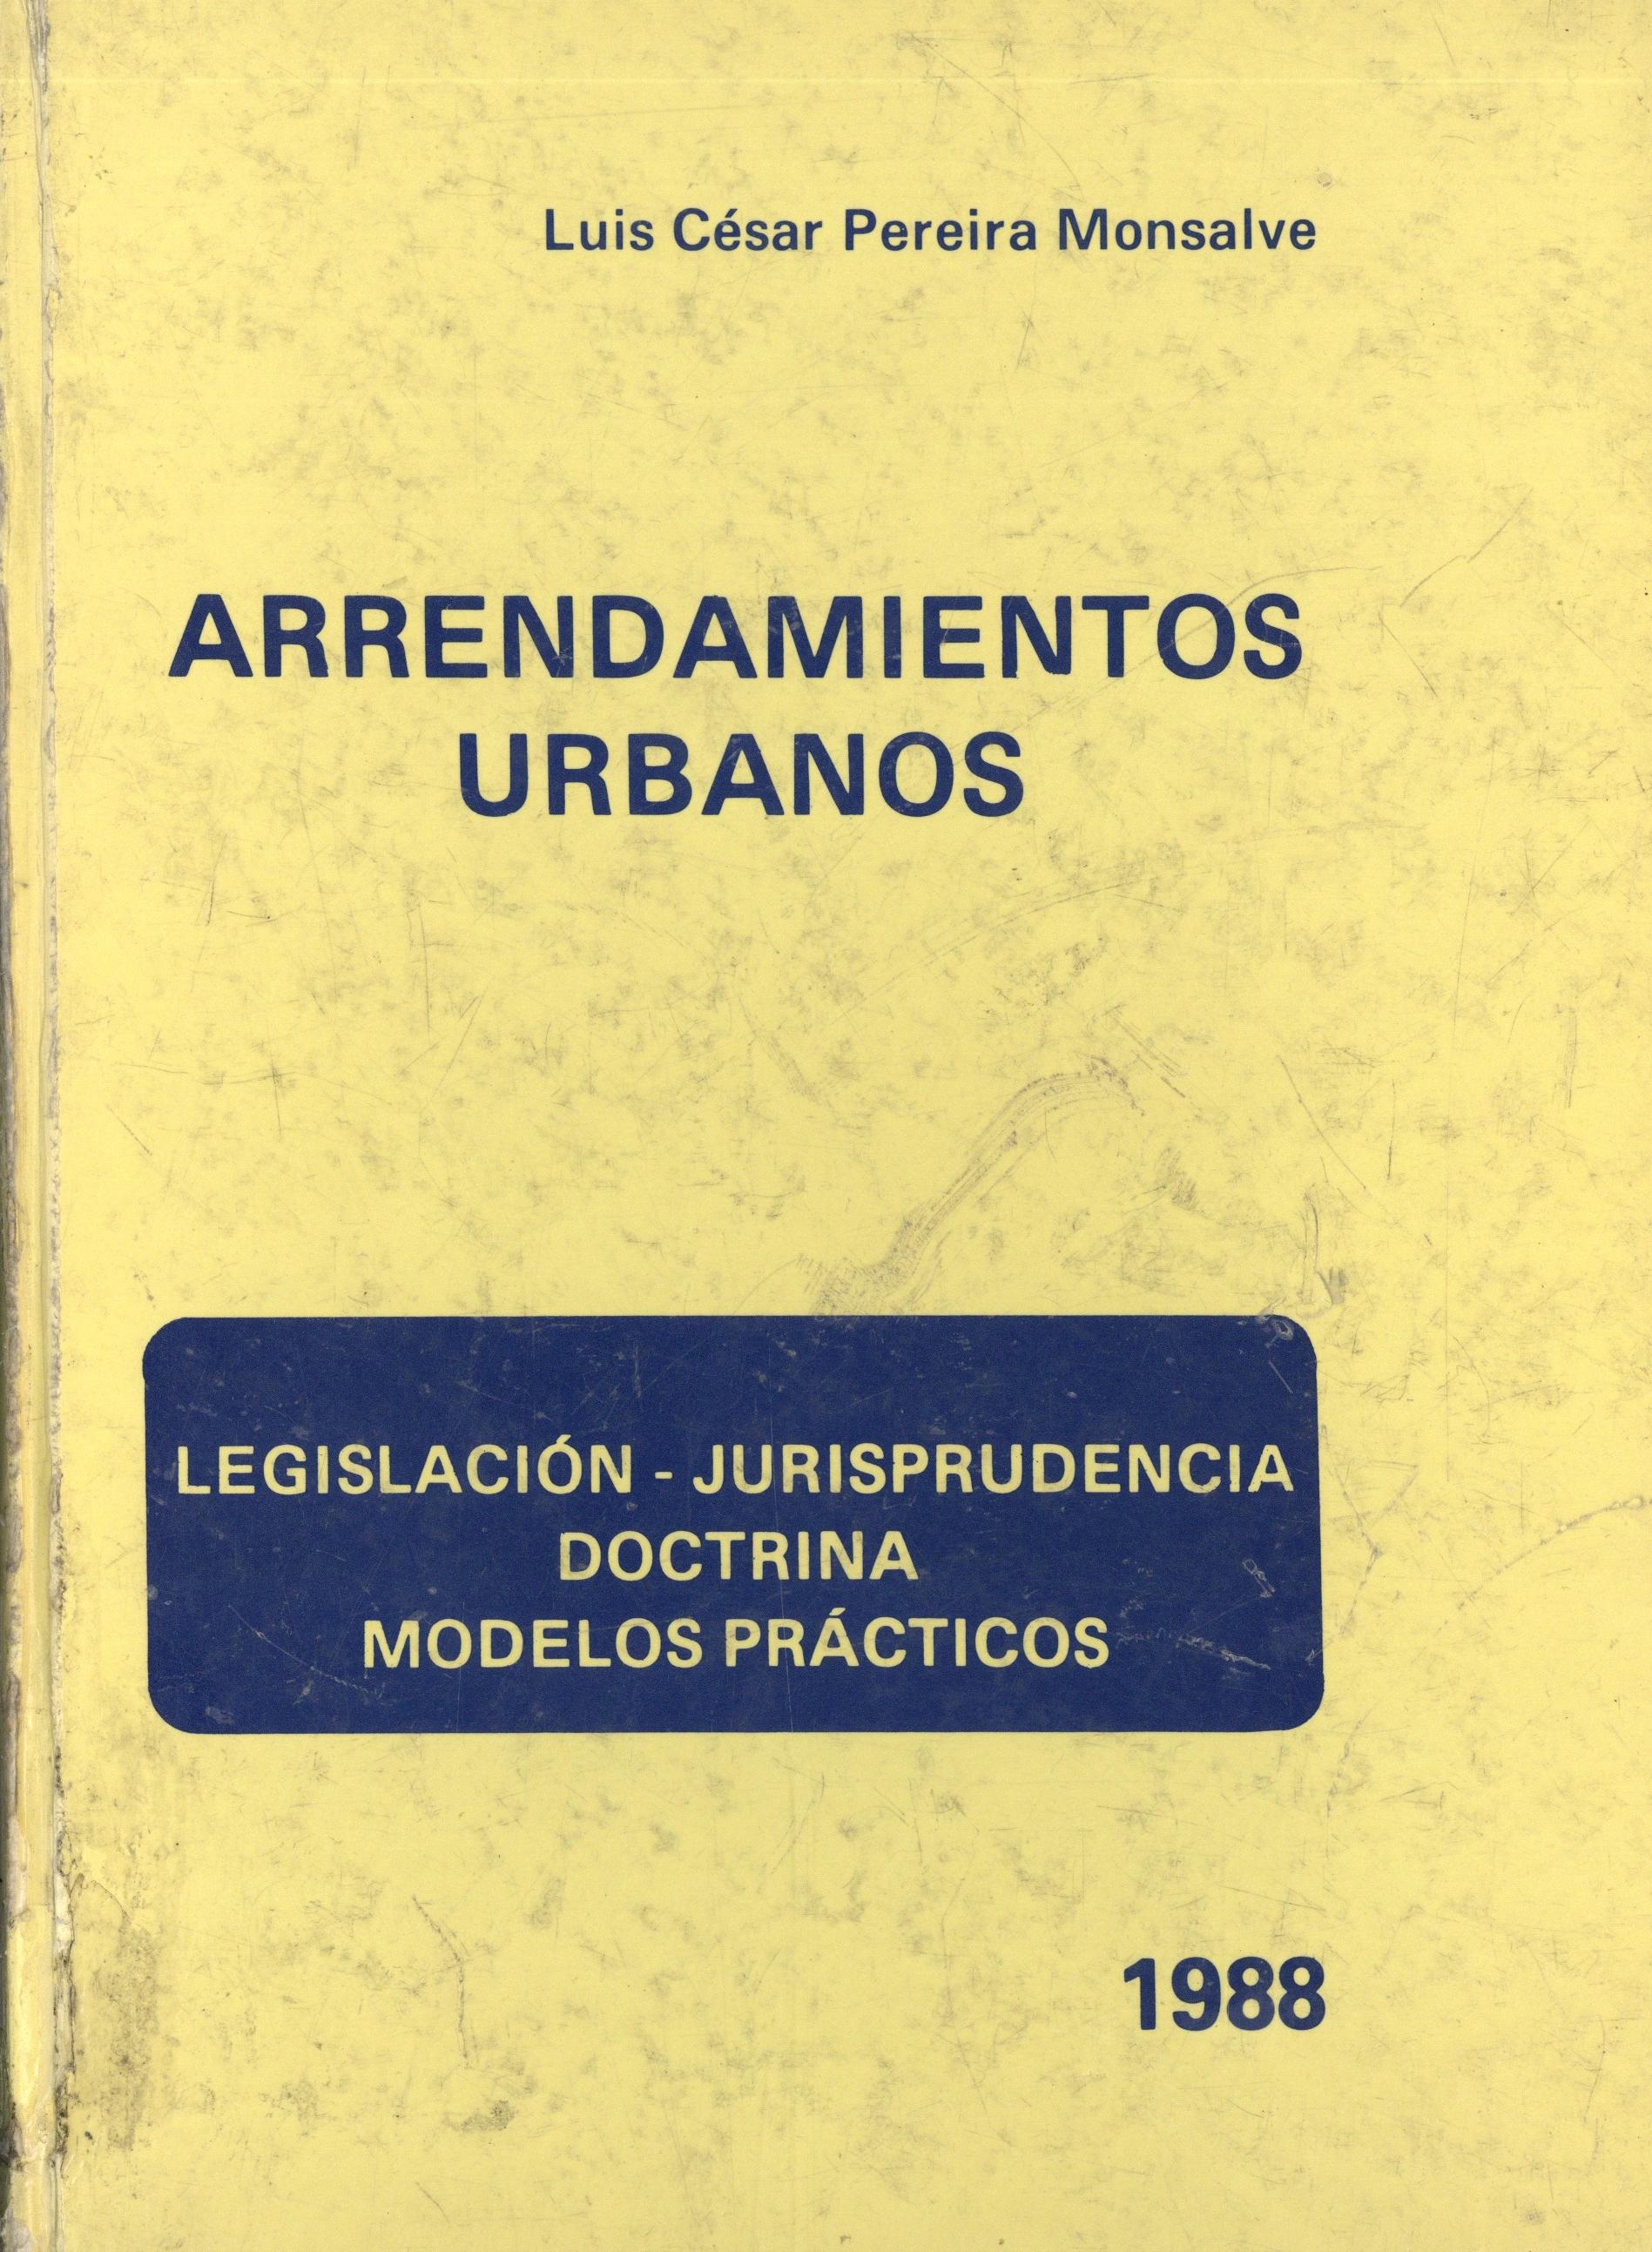 Luis César Pereira Monsalve
ARRENDAMIENTOS
URBANOS
LEGISLACIÓN - JURISPRUDENCIA
DOCTRINA
MODELOS PRÁCTICOS
1988